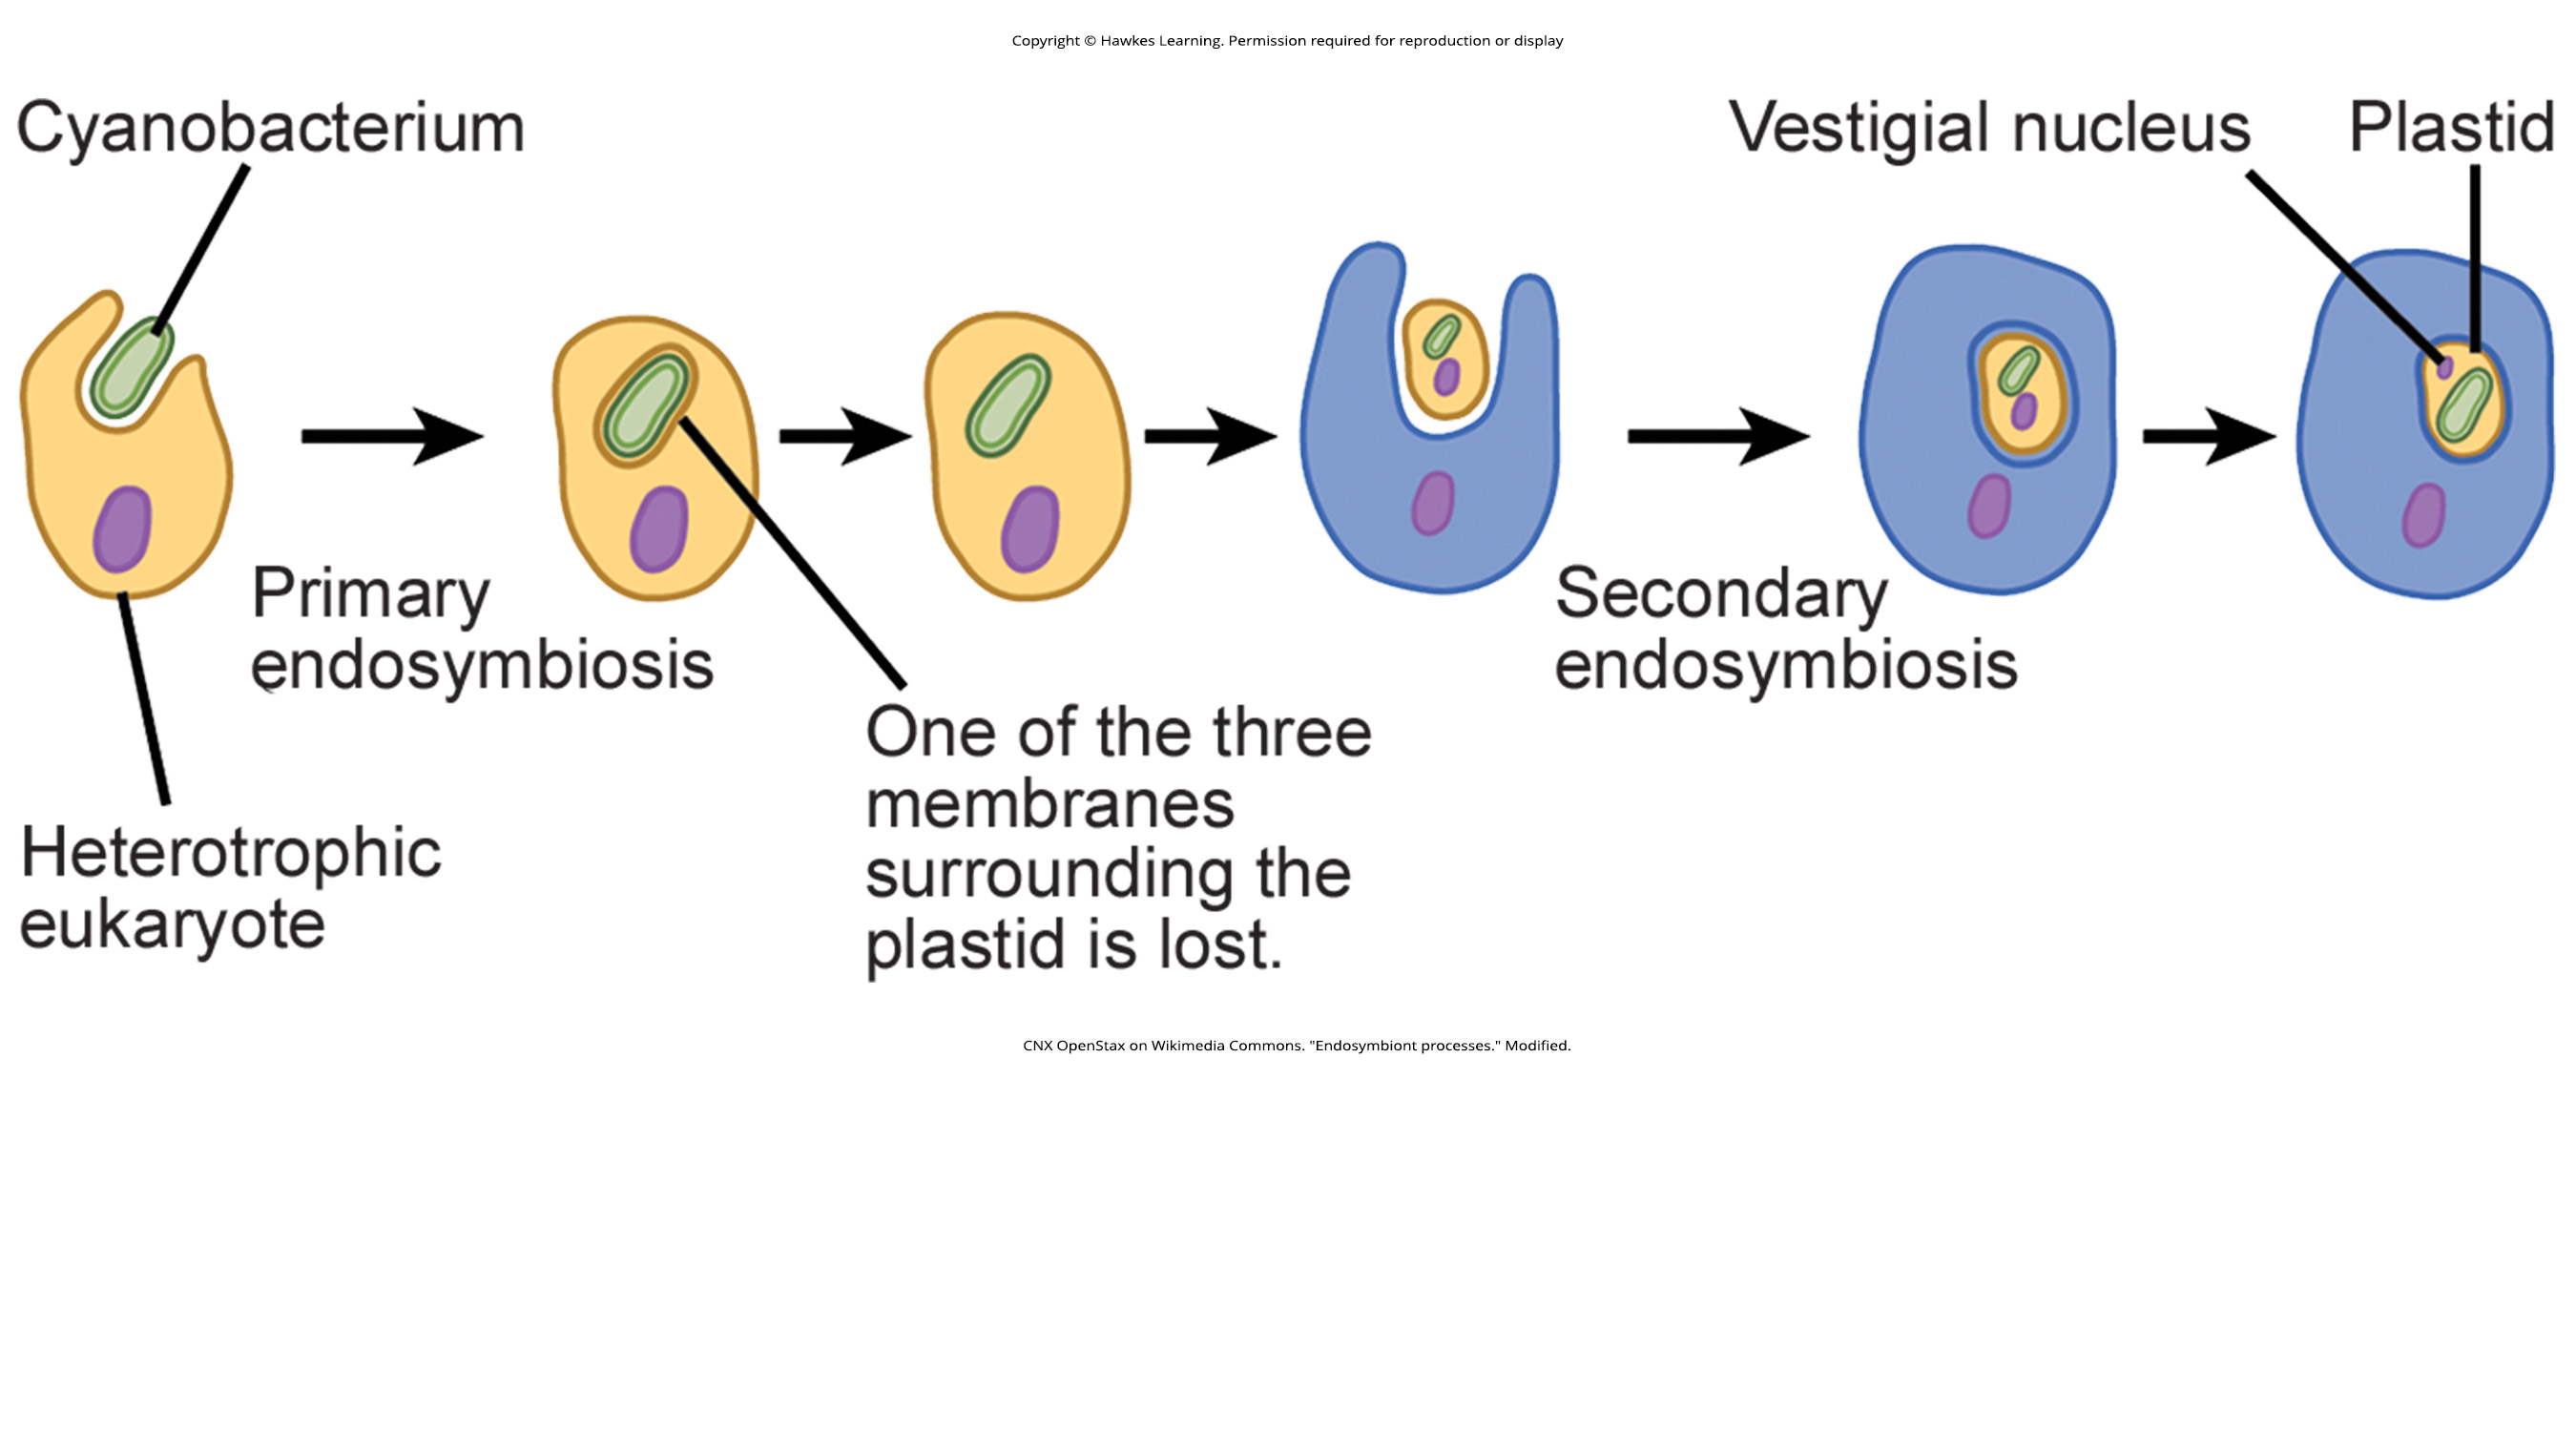 Copyright © Hawkes Learning. Permission required for reproduction or display
Cyanobacterium
Vestigial nucleus
Plastid
Primary
endosymbiosis
Secondary
endosymbiosis
One of the three
membranes
surrounding the
plastid is lost.
Heterotrophic
eukaryote
CNX OpenStax on Wikimedia Commons. "Endosymbiont processes." Modified.